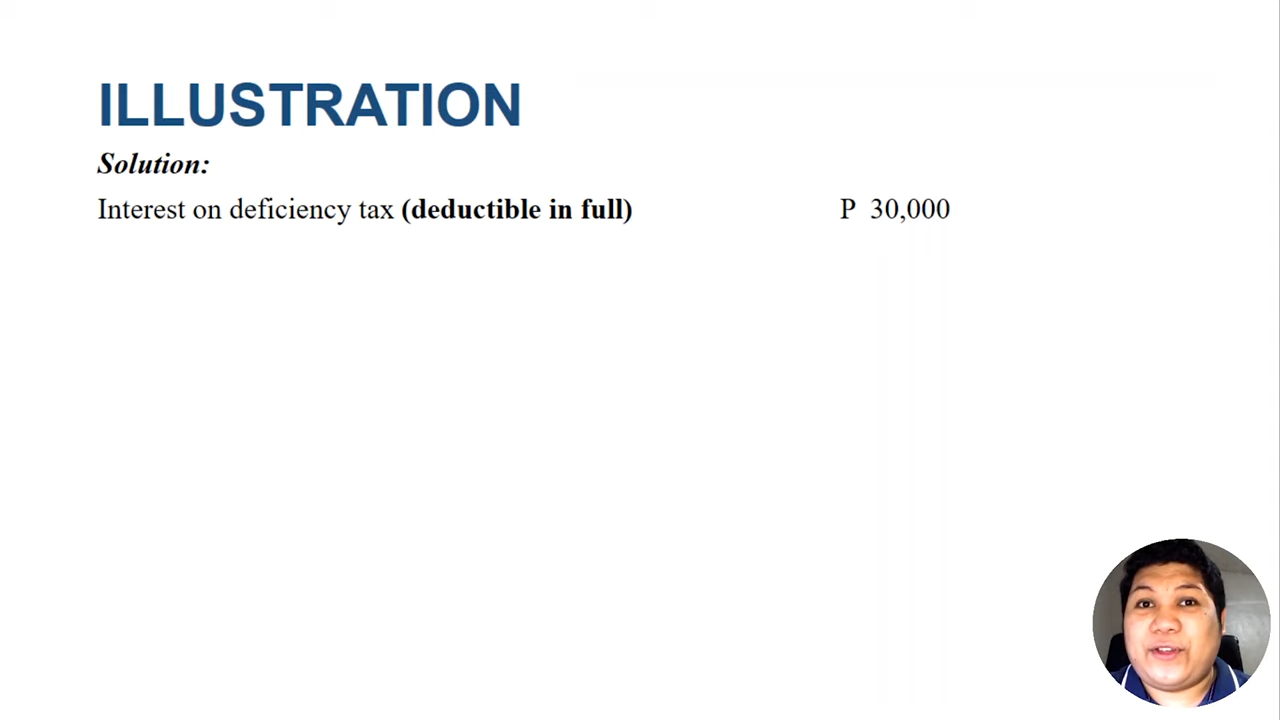 ILLUSTRATION
Solution:
Interest on deficiency tax (deductible in full) P 30,000